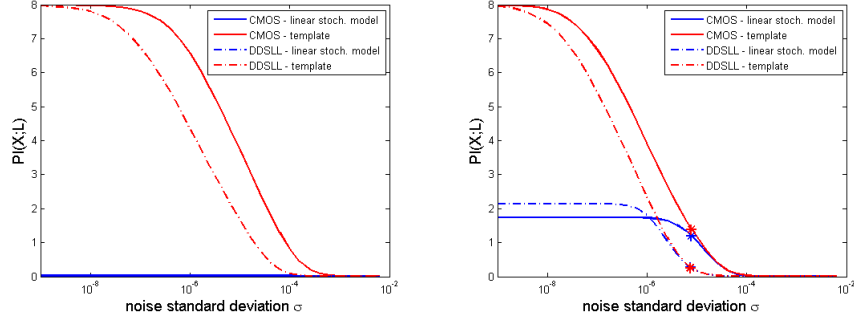 8
7
6
5
4
3
2
1
0
PI(X;L)
CMOS - linear stoch. model
CMOS - template
DDSLL - linear stoch. model
DDSLL - template
10⁻⁸
10⁻⁶
10⁻⁴
10⁻²
noise standard deviation σ
8
7
6
5
4
3
2
1
0
PI(X;L)
CMOS - linear stoch. model
CMOS - template
DDSLL - linear stoch. model
DDSLL - template
10⁻⁸
10⁻⁶
10⁻⁴
10⁻²
noise standard deviation σ